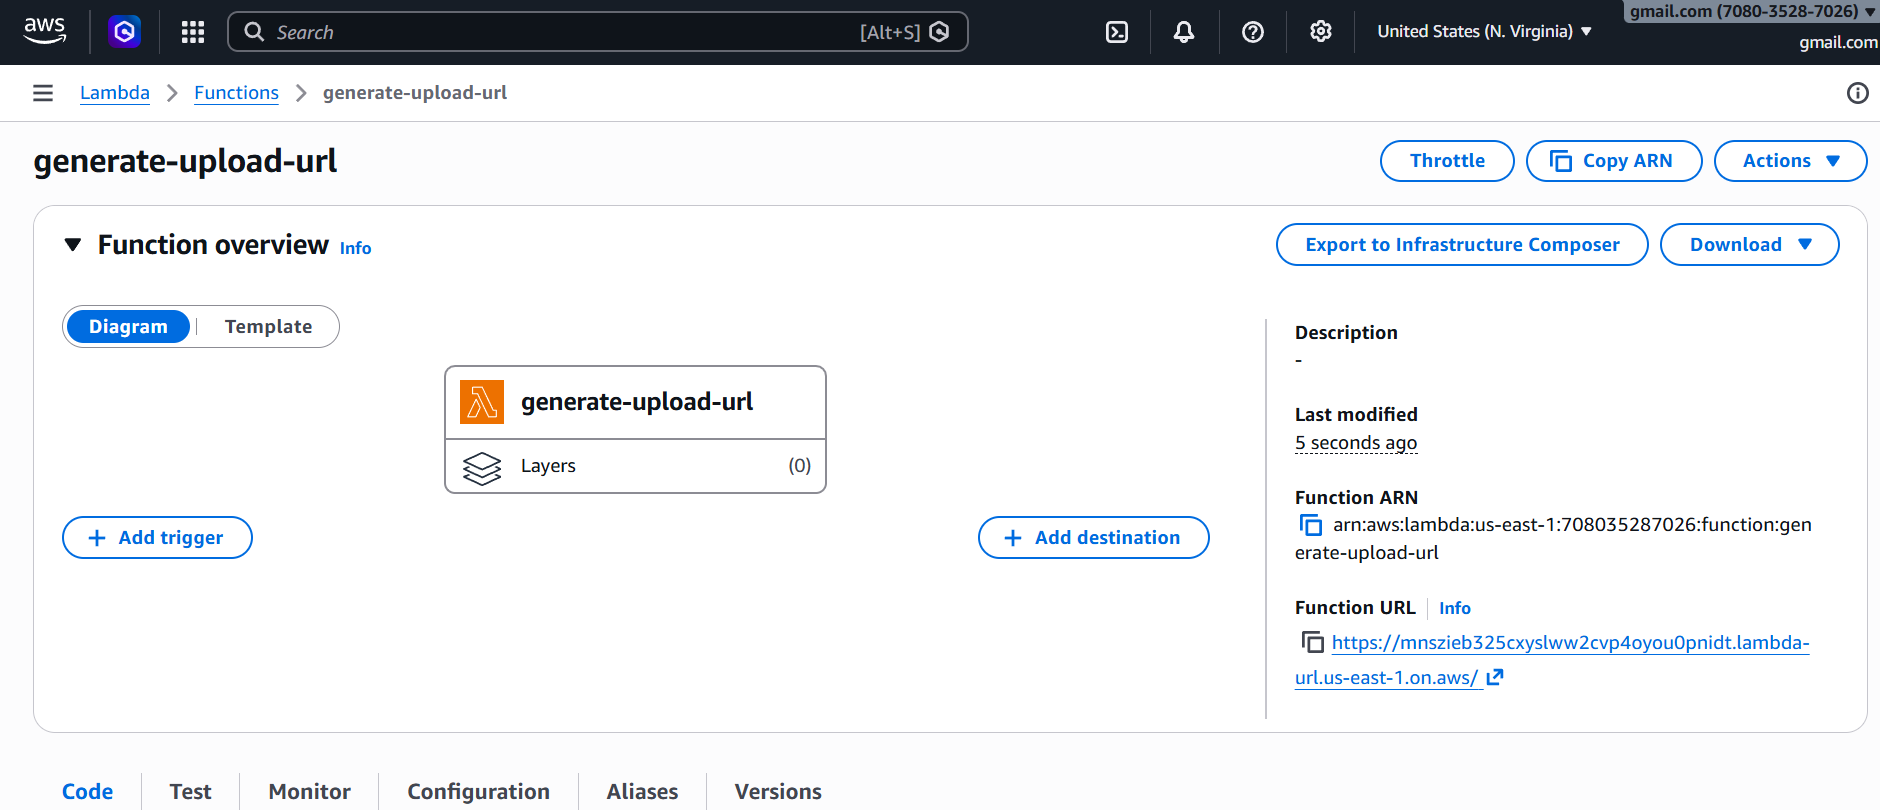 aws
Search
[Alt+S]
United States (N. Virginia)
gmail.com (7080-3528-7026)
gmail.com
Lambda
Functions
generate-upload-url
generate-upload-url
Throttle
Copy ARN
Actions
Function overview
Info
Export to Infrastructure Composer
Download
Diagram
Template
generate-upload-url
Layers
(0)
Add trigger
Add destination
Description
-
Last modified
5 seconds ago
Function ARN
arn:aws:lambda:us-east-1:708035287026:function:gen
erate-upload-url
Function URL
Info
https://mnszieb325cxyslww2cvp4oyou0pnidt.lambda-
url.us-east-1.on.aws/
Code
Test
Monitor
Configuration
Aliases
Versions